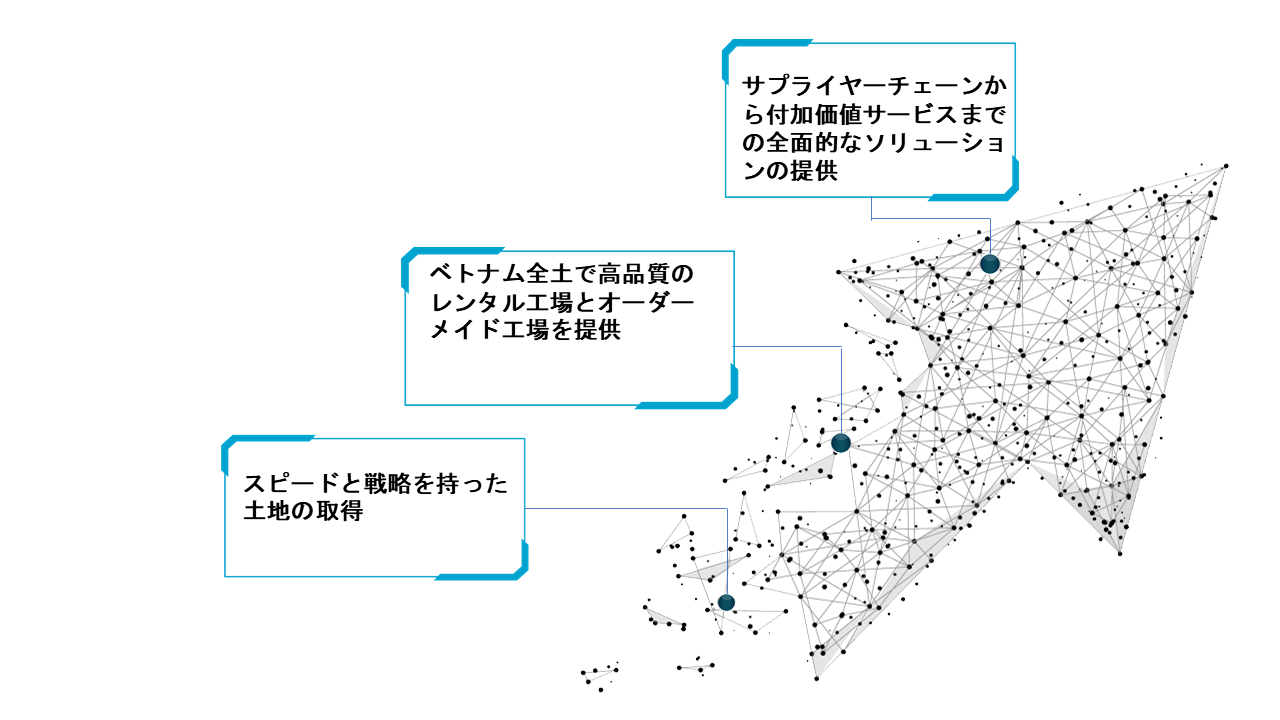 サプライヤーチェーンか
ら付加価値サービスまで
の全面的なソリューショ
ンの提供
ベトナム全土で高品質の
レンタル工場とオーダー
メイド工場を提供
スピードと戦略を持った
土地の取得